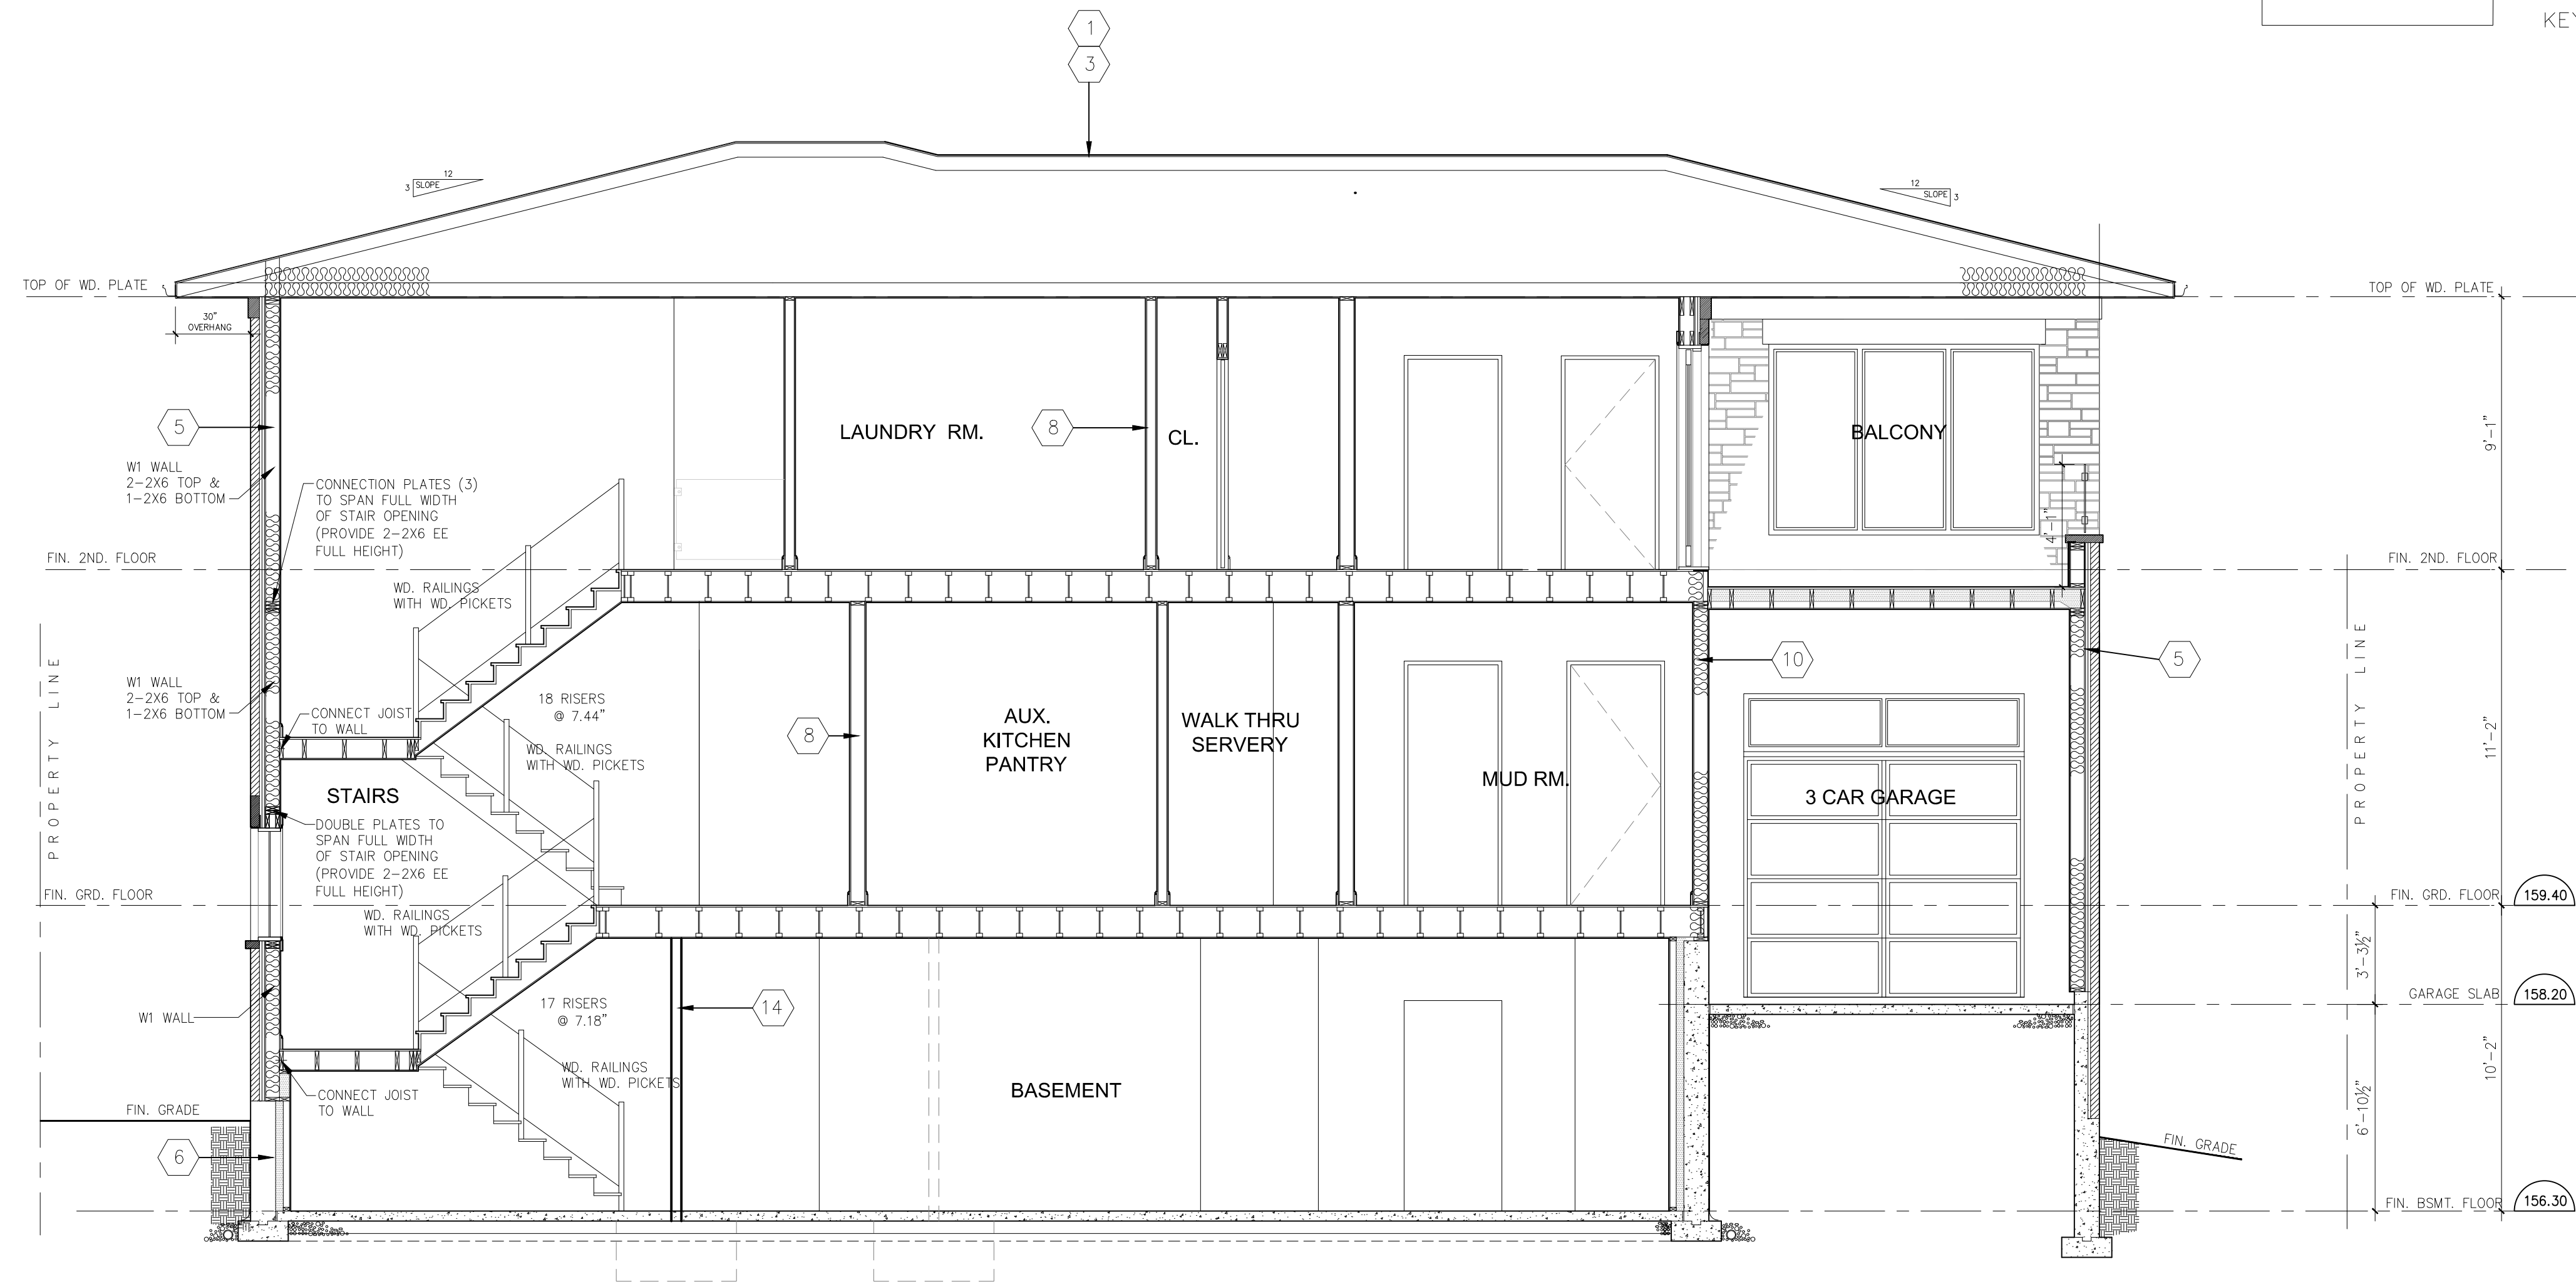 KEY
1
3
12
3 SLOPE
12
SLOPE 3
TOP OF WD. PLATE
TOP OF WD. PLATE
30"
OVERHANG
5
W1 WALL
2-2X6 TOP &
1-2X6 BOTTOM
CONNECTION PLATES (3)
TO SPAN FULL WIDTH
OF STAIR OPENING
(PROVIDE 2-2X6 EE
FULL HEIGHT)
LAUNDRY RM.
8
CL.
BALCONY
9'-1"
4'-1"
FIN. 2ND. FLOOR
FIN. 2ND. FLOOR
WD. RAILINGS
WITH WD. PICKETS
PROPERTY LINE
W1 WALL
2-2X6 TOP &
1-2X6 BOTTOM
CONNECT JOIST
TO WALL
18 RISERS
@ 7.44"
WD. RAILINGS
WITH WD. PICKETS
8
AUX.
KITCHEN
PANTRY
WALK THRU
SERVERY
MUD RM.
10
3 CAR GARAGE
5
PROPERTY LINE
11'-2"
STAIRS
DOUBLE PLATES TO
SPAN FULL WIDTH
OF STAIR OPENING
(PROVIDE 2-2X6 EE
FULL HEIGHT)
FIN. GRD. FLOOR
FIN. GRD. FLOOR
159.40
WD. RAILINGS
WITH WD. PICKETS
3'-3½"
GARAGE SLAB
158.20
W1 WALL
17 RISERS
@ 7.18"
14
WD. RAILINGS
WITH WD. PICKETS
BASEMENT
10'-2"
6'-10½"
CONNECT JOIST
TO WALL
FIN. GRADE
FIN. GRADE
6
FIN. BSMT. FLOOR
156.30